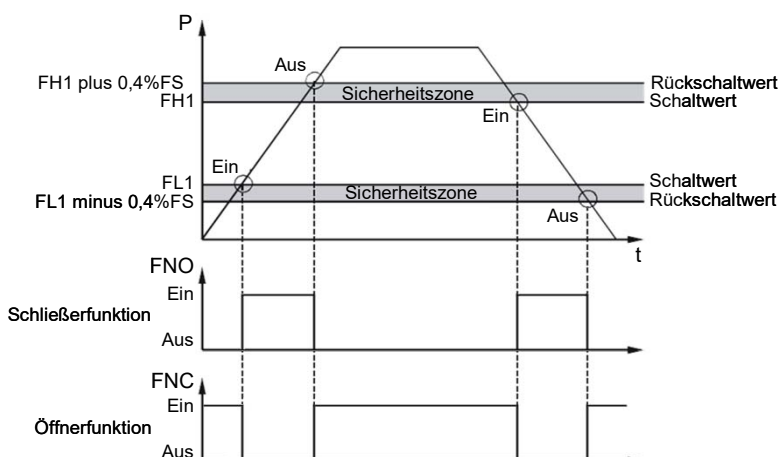 P
Aus
FH1 plus 0,4%FS
Rückschaltwert
Sicherheitszone
FH1
Schaltwert
Ein
Ein
FL1
Schaltwert
Sicherheitszone
FL1 minus 0,4%FS
Rückschaltwert
Aus
t
FNO
Ein
Schließerfunktion
Aus
FNC
Ein
Öffnerfunktion
Aus